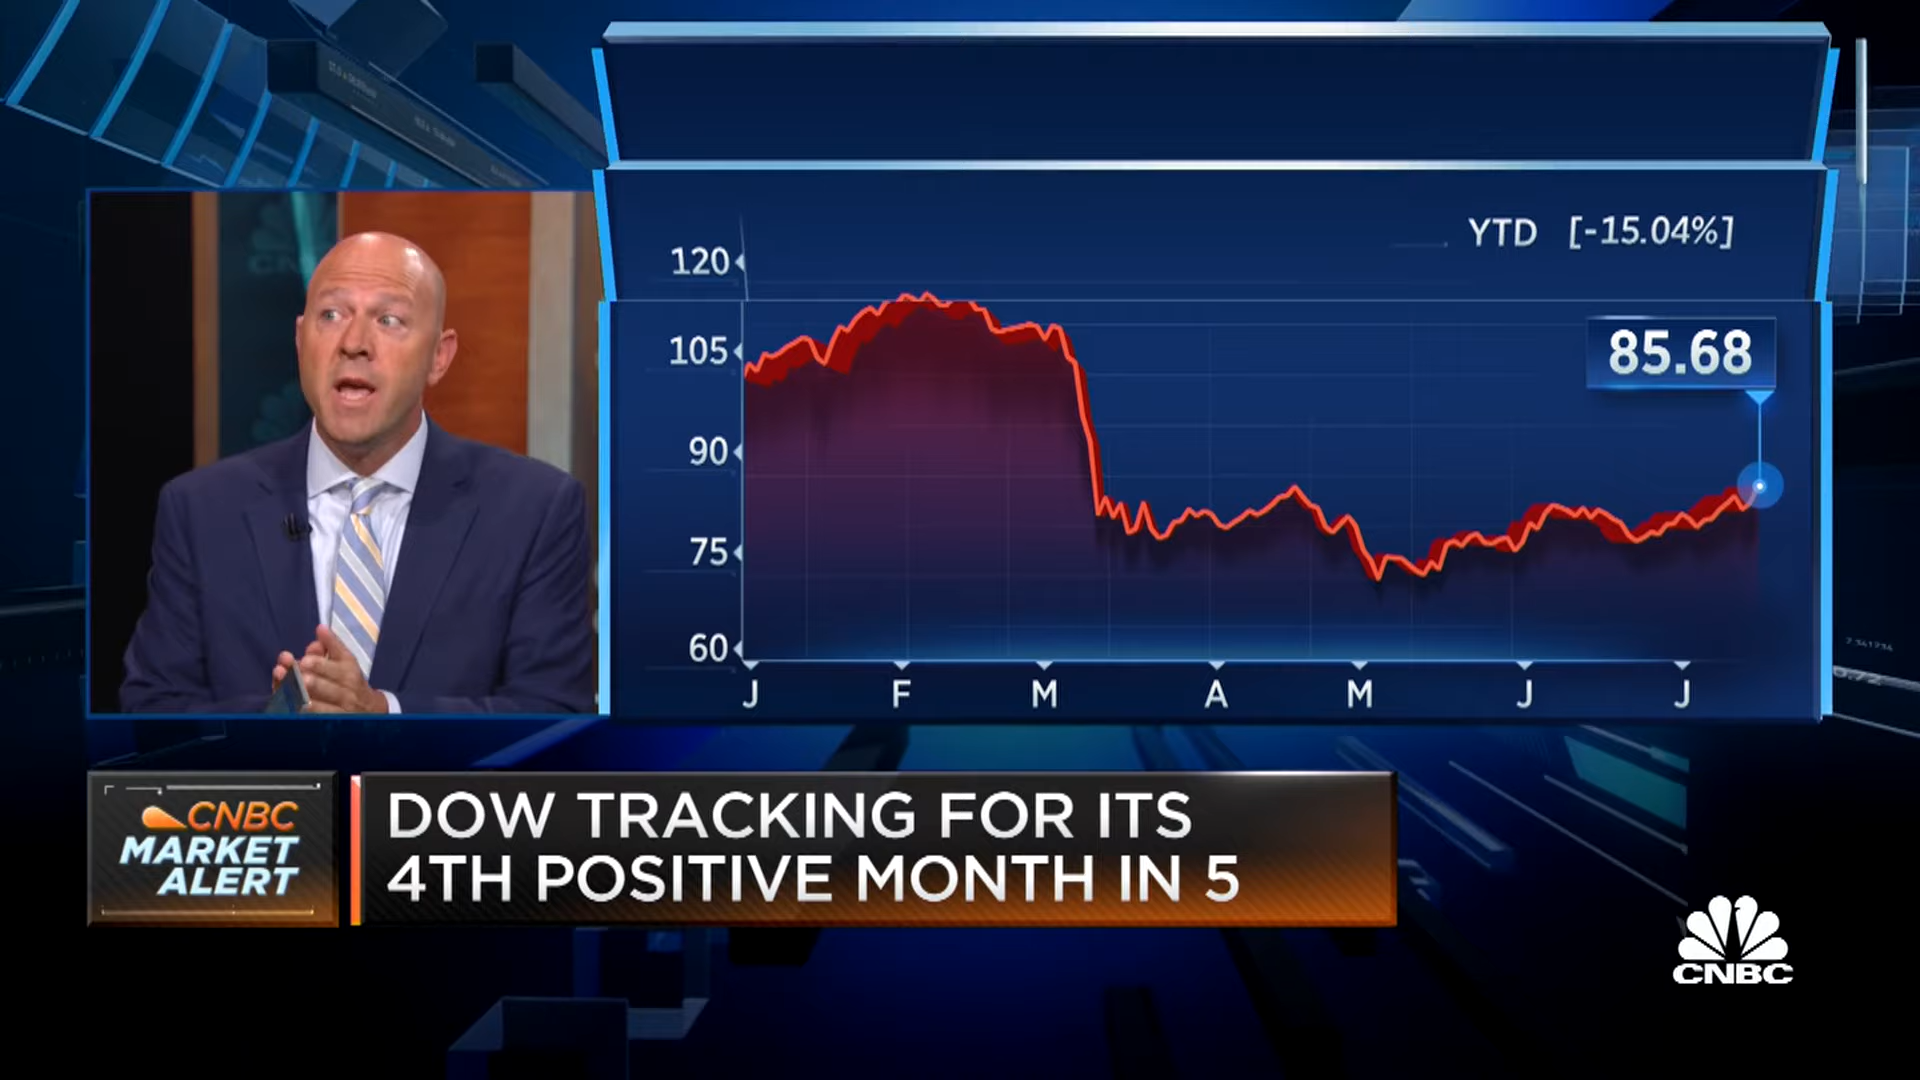 YTD [-15.04%]
120
105
90
75
60
85.68
J F M A M J J
CNBC
MARKET
ALERT
DOW TRACKING FOR ITS
4TH POSITIVE MONTH IN 5
CNBC